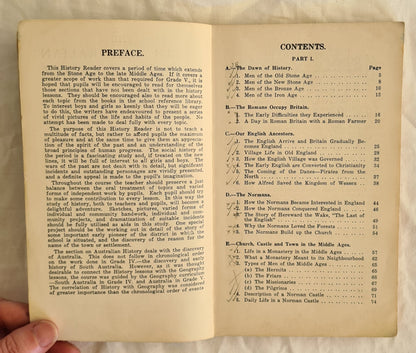 PREFACE.
This History Reader covers a period of time which extends
from the Stone Age to the late Middle Ages. If it covers a
greater scope of work than that required for Grade V., it is
hoped that pupils will be encouraged to read for themselves
those sections that have not been dealt with in the history
lessons. They should be encouraged also to read more about
each topic from the books in the school reference library.
To interest boys and girls so keenly that they will be eager
to do this, the writers have attempted to present a series
of vivid pictures of the life and habits of the people. No
attempt has been made to deal fully with every topic.
The purpose of this History Reader is not to teach a
multitude of facts, but rather to afford pupils the maximum
of pleasure and at the same time to give them an appreciation
of the spirit of the past and an understanding of the
broad principles of human progress. The social history of
the period is a fascinating study and, if treated on the right
lines, it will be full of interest to all boys and girls. The
wars of the past are dealt with in outline, but significant
incidents and outstanding personages are vividly presented,
and a definite appeal is made to the pupil's imagination.
Throughout the course the teacher should preserve a due
balance between the oral treatment of topics and varied
forms of independent work by pupils. Each pupil should try
to make some contribution in every lesson. In this way the
study of history, both to teachers and pupils, will become a
delightful adventure. Sketches, pictures, creative work,
individual and community handwork, individual and community
projects, and dramatization of suitable incidents
should be fully utilized as aids in this study. One special
project should be the working out in detail of the story of
some important early pioneer of the district in which the
school is situated, and the discovery of the reason for the
name of the town or settlement.
The section on Australian History deals with the discovery
of Australia. This does not follow in chronological order
on the work done in Grade IV.—the discovery and early
history of South Australia. However, as it was thought
desirable to connect the History lessons with the Geography
curriculum, the course was guided by the Geography curriculum
—South Australia in Grade IV. and Australia in Grade V.
The correlation of History with Geography was considered
of greater importance than the chronological order of events
CONTENTS.
PART I.
A.—The Dawn of History. Page
1. Men of the Old Stone Age 5
2. Men of the New Stone Age 8
3. Men of the Bronze Age 10
4. Men of the Iron Age
B.—The Romans Occupy Britain.
1. The Early Difficulties they Experienced
2. A Day in Roman Britain with a Roman Farmer 20
C.—Our English Ancestors.
1. The English Arrive and Britain Gradually Becomes England 25
2. Village Life in Old England
3. How the English Village was Governed
4. The Early English are Converted to Christianity 34
5. The Coming of the Danes—Pirates from the North
6. How Alfred Saved the Kingdom of Wessex
D.—The Normans.
1. How the Normans Became Interested in England
2. How the Normans Conquered England
3. The Story of Hereward the Wake, "The Last of the English"
4. Why the Normans Loved the Forests
5. The Normans Build up the Church
E.—Church, Castle and Town in the Middle Ages.
1. Life in a Monastery in the Middle Ages 57
2. What a Monastery Meant to its Neighbourhood 62
3. Types of Men of the Middle Ages
(a) The Hermits
(b) The Friars
(c) The Missionaries
(d) The Pilgrims
4. Description of a Norman Castle
5. Daily Life in a Norman Castle 74